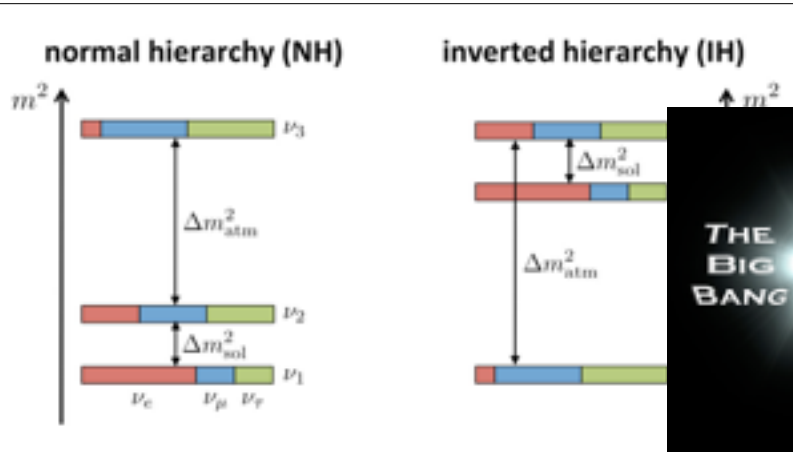 normal hierarchy (NH)
inverted hierarchy (IH)
m²
ν₃
Δm²atm
ν₂
Δm²sol
ν₁
νe νμ ντ
m²
Δm²sol
Δm²atm
THE
BIG
BANG